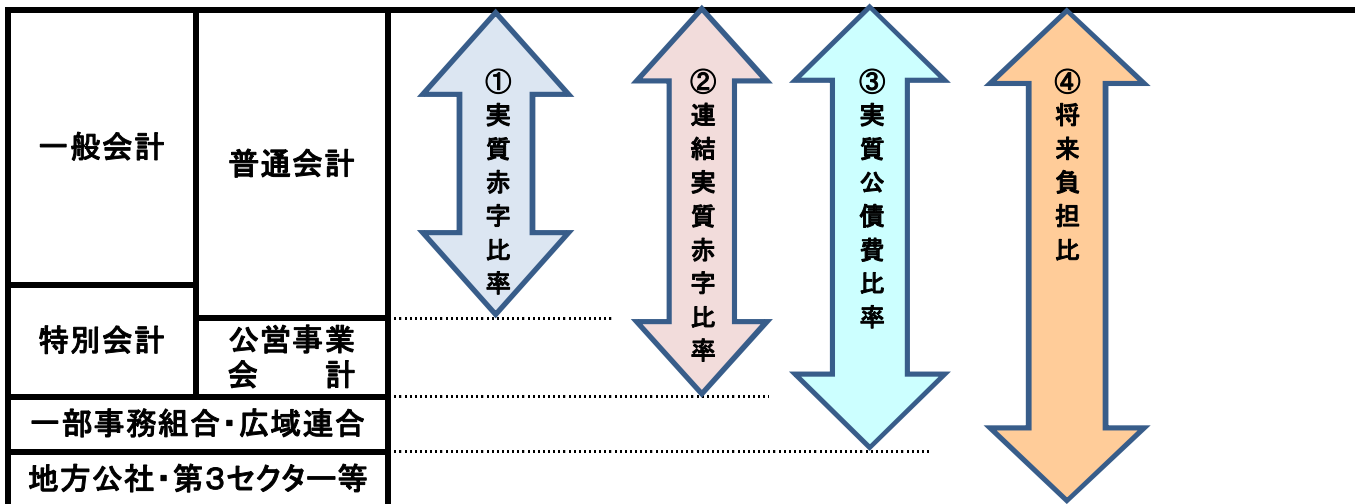 一般会計
普通会計
特別会計
公営事業
会計
一部事務組合・広域連合
地方公社・第3セクター等
①実質赤字比率
②連結実質赤字比率
③実質公債費比率
④将来負担比